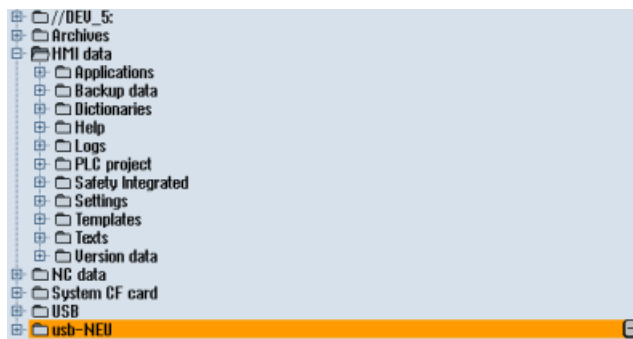 //DEV_5:
Archives
HMI data
Applications
Backup data
Dictionaries
Help
Logs
PLC project
Safety Integrated
Settings
Templates
Texts
Version data
NC data
System CF card
USB
usb-NEU